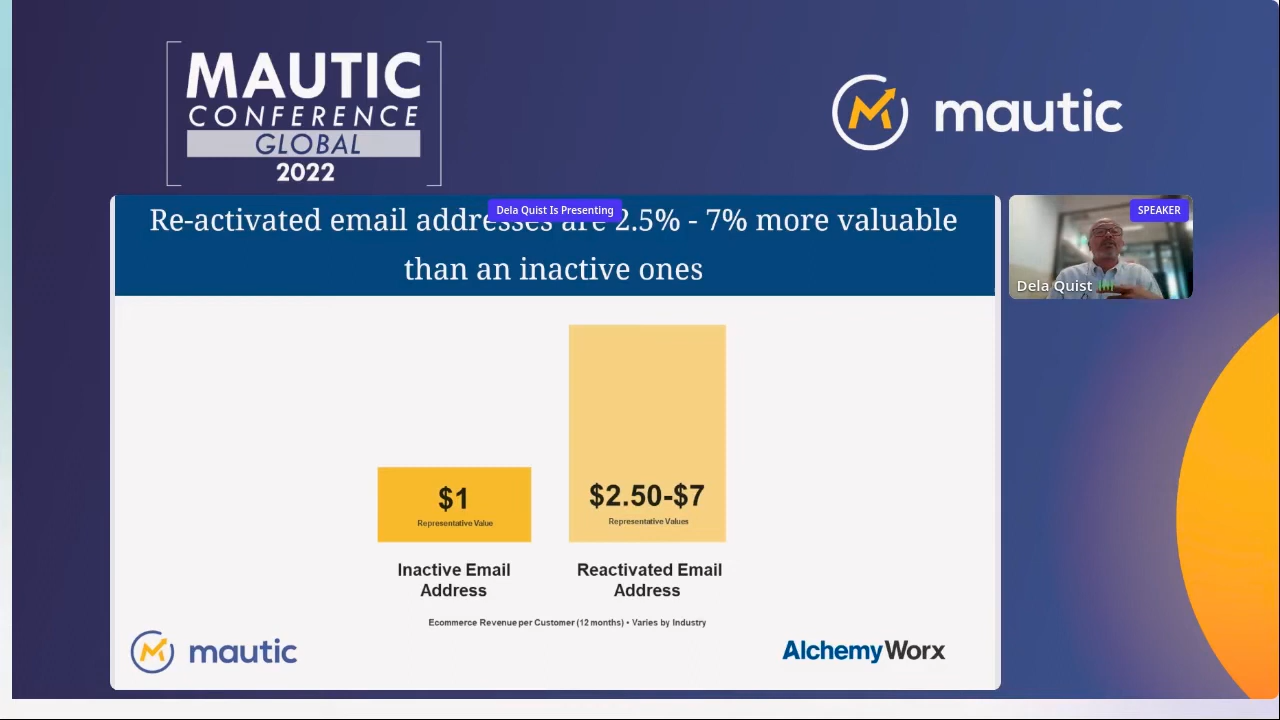 MAUTIC
CONFERENCE
GLOBAL
2022
mautic
Dela Quist Is Presenting
Re-activated email addresses are 2.5% - 7% more valuable
than an inactive ones
SPEAKER
Dela Quist
$1
Representative Value
$2.50-$7
Representative Values
Inactive Email
Address
Reactivated Email
Address
Ecommerce Revenue per Customer (12 months) • Varies by Industry
mautic
AlchemyWorx